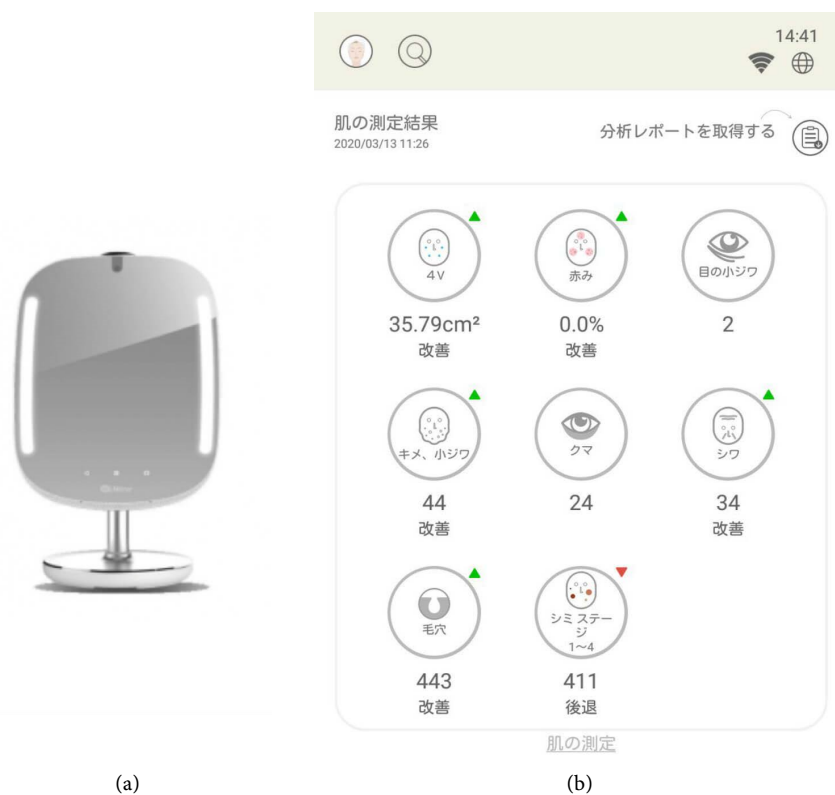 14:41
肌の測定結果
2020/03/13 11:26
分析レポートを取得する
4V
35.79cm²
改善
赤み
0.0%
改善
目の小ジワ
2
キメ、小ジワ
44
改善
クマ
24
シワ
34
改善
毛穴
443
改善
シミ ステー
ジ
1〜4
411
後退
肌の測定
(a)
(b)